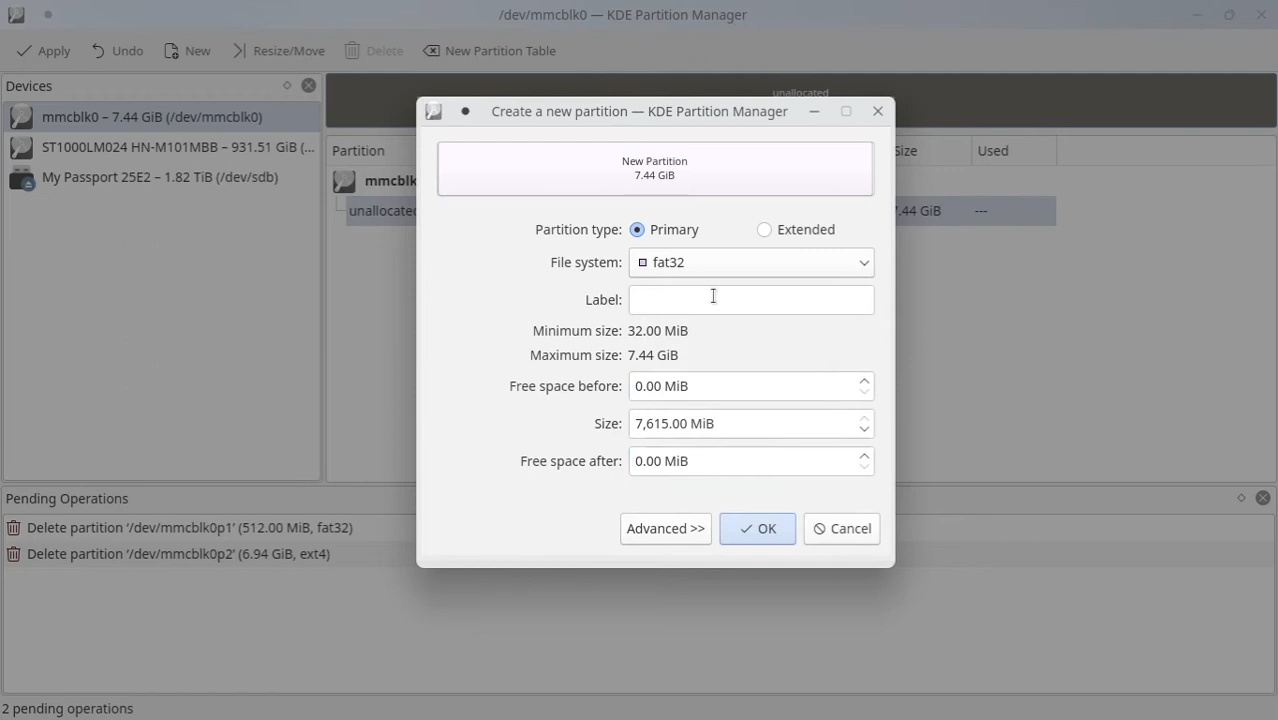 /dev/mmcblk0 — KDE Partition Manager
Apply Undo New Resize/Move Delete New Partition Table
Devices
mmcblk0 – 7.44 GiB (/dev/mmcblk0)
ST1000LM024 HN-M101MBB – 931.51 GiB (...
My Passport 25E2 – 1.82 TiB (/dev/sdb)
unallocated
Partition Size Used
mmcblk0
unallocated 7.44 GiB ---
Create a new partition — KDE Partition Manager
New Partition
7.44 GiB
Partition type: Primary Extended
File system: fat32
Label:
Minimum size: 32.00 MiB
Maximum size: 7.44 GiB
Free space before: 0.00 MiB
Size: 7,615.00 MiB
Free space after: 0.00 MiB
Advanced >> OK Cancel
Pending Operations
Delete partition ‘/dev/mmcblk0p1’ (512.00 MiB, fat32)
Delete partition ‘/dev/mmcblk0p2’ (6.94 GiB, ext4)
2 pending operations